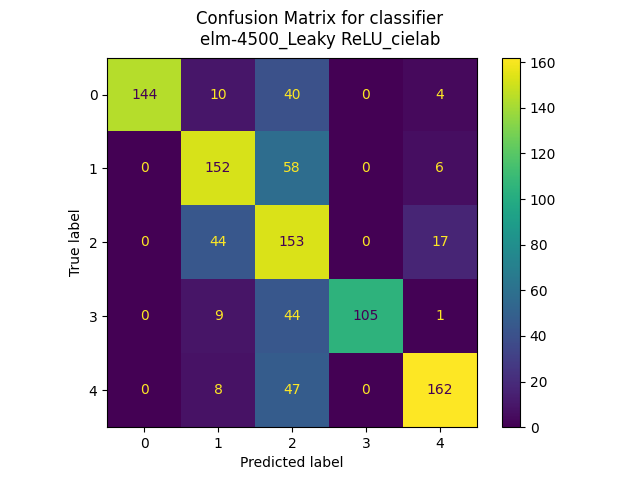 Confusion Matrix for classifier
elm-4500_Leaky ReLU_cielab
0 144 10 40 0 4
1 0 152 58 0 6
2 0 44 153 0 17
3 0 9 44 105 1
4 0 8 47 0 162
0 1 2 3 4
Predicted label
True label
160
140
120
100
80
60
40
20
0